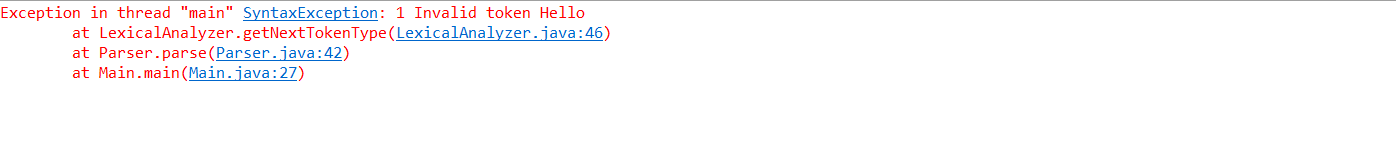 Exception in thread "main" SyntaxException: 1 Invalid token Hello
at LexicalAnalyzer.getNextTokenType(LexicalAnalyzer.java:46)
at Parser.parse(Parser.java:42)
at Main.main(Main.java:27)